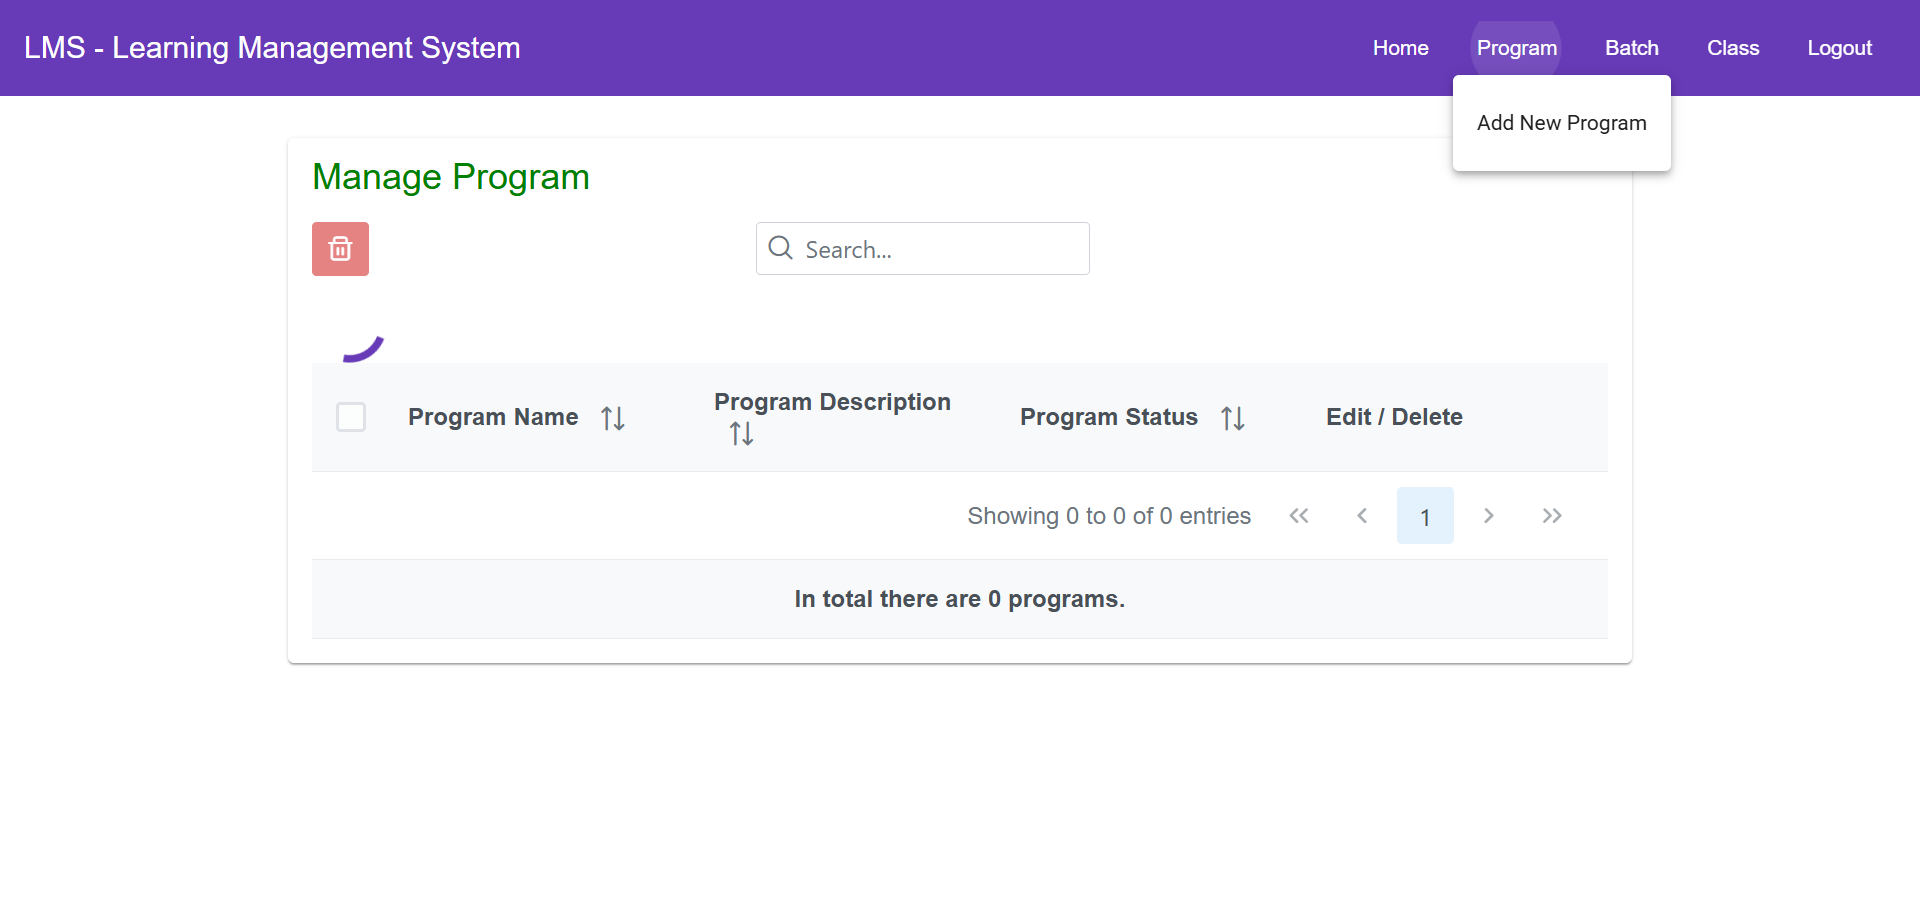 LMS - Learning Management System
Home Program Batch Class Logout
Add New Program
Manage Program
Search...
Program Name Program Description Program Status Edit / Delete
Showing 0 to 0 of 0 entries 1
In total there are 0 programs.